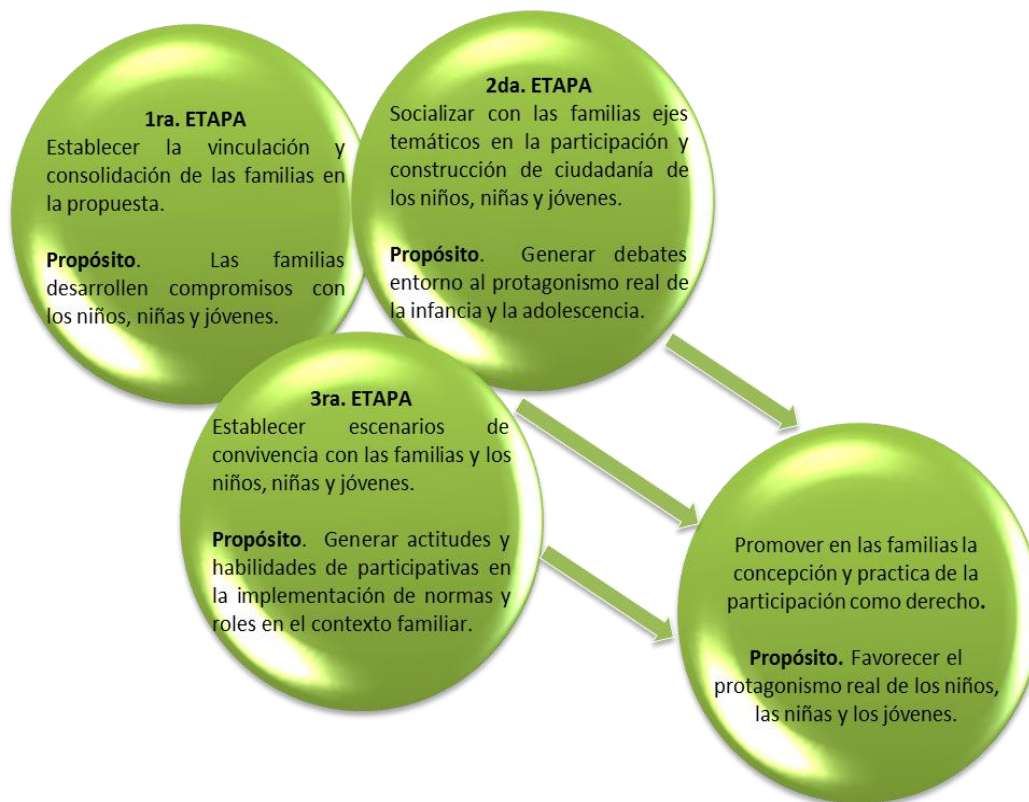 1ra. ETAPA
Establecer la vinculación y
consolidación de las familias en
la propuesta.
Propósito. Las familias
desarrollen compromisos con
los niños, niñas y jóvenes.
2da. ETAPA
Socializar con las familias ejes
temáticos en la participación y
construcción de ciudadanía de
los niños, niñas y jóvenes.
Propósito. Generar debates
entorno al protagonismo real de
la infancia y la adolescencia.
3ra. ETAPA
Establecer escenarios de
convivencia con las familias y los
niños, niñas y jóvenes.
Propósito. Generar actitudes y
habilidades de participativas en
la implementación de normas y
roles en el contexto familiar.
Promover en las familias la
concepción y practica de la
participación como derecho.
Propósito. Favorecer el
protagonismo real de los niños,
las niñas y los jóvenes.